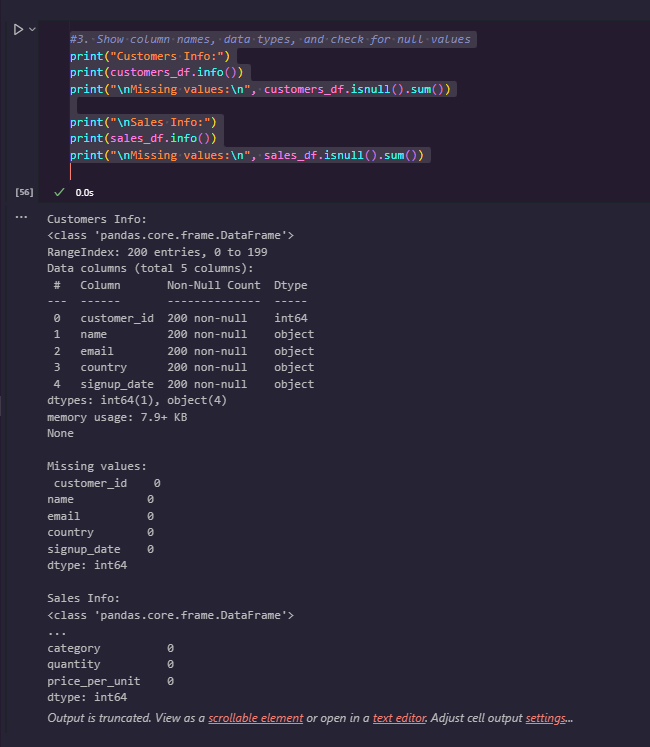 #3. Show column names, data types, and check for null values
print("Customers Info:")
print(customers_df.info())
print("\nMissing values:\n", customers_df.isnull().sum())
print("\nSales Info:")
print(sales_df.info())
print("\nMissing values:\n", sales_df.isnull().sum())
[56] 0.0s
...
Customers Info:
<class 'pandas.core.frame.DataFrame'>
RangeIndex: 200 entries, 0 to 199
Data columns (total 5 columns):
 #   Column       Non-Null Count  Dtype
---  ------       --------------  -----
 0   customer_id  200 non-null    int64
 1   name         200 non-null    object
 2   email        200 non-null    object
 3   country      200 non-null    object
 4   signup_date  200 non-null    object
dtypes: int64(1), object(4)
memory usage: 7.9+ KB
None
Missing values:
 customer_id    0
name           0
email          0
country        0
signup_date    0
dtype: int64
Sales Info:
<class 'pandas.core.frame.DataFrame'>
...
category          0
quantity          0
price_per_unit    0
dtype: int64
Output is truncated. View as a scrollable element or open in a text editor. Adjust cell output settings...